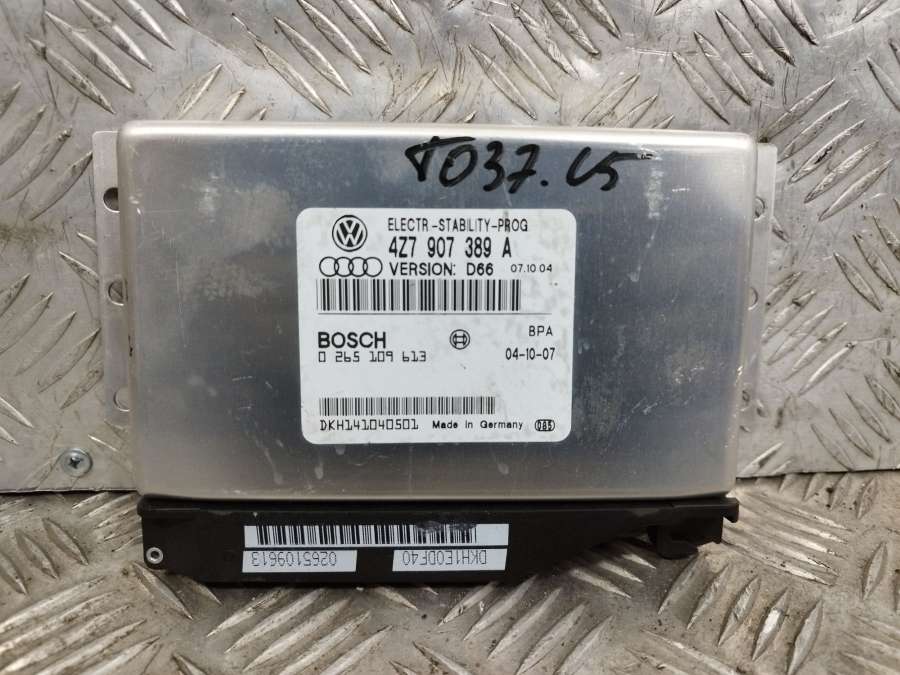 T037.C5
ELECTR-STABILITY-PROG
4Z7 907 389 A
VERSION: D66 07.10.04
BOSCH
BPA
0 265 109 613
04-10-07
DKH141040501 Made in Germany
0265109613 DKH1E0DF40